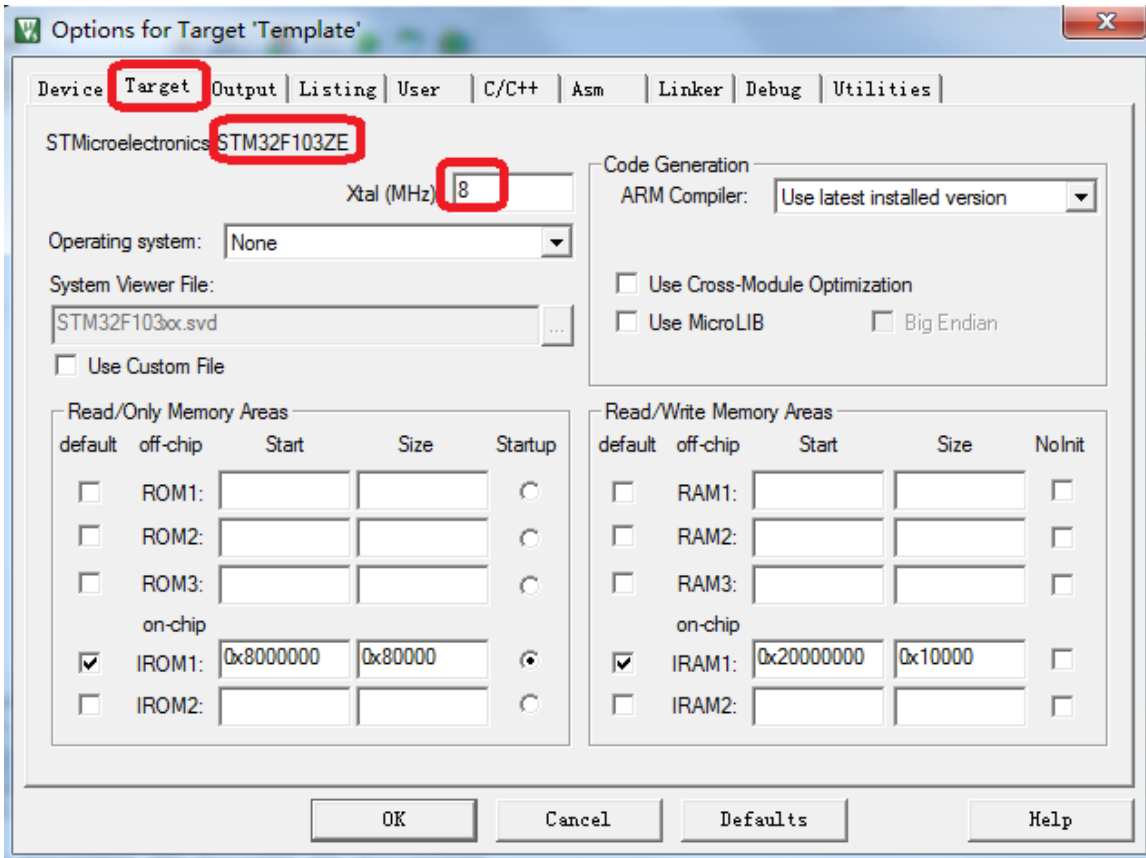 Options for Target 'Template'
Device Target Output Listing User C/C++ Asm Linker Debug Utilities
STMicroelectronics STM32F103ZE
Xtal (MHz) 8
Operating system: None
System Viewer File:
STM32F103xx.svd ...
Use Custom File
Code Generation
ARM Compiler: Use latest installed version
Use Cross-Module Optimization
Use MicroLIB Big Endian
Read/Only Memory Areas
default off-chip Start Size Startup
ROM1:
ROM2:
ROM3:
on-chip
IROM1: 0x8000000 0x80000
IROM2:
Read/Write Memory Areas
default off-chip Start Size NoInit
RAM1:
RAM2:
RAM3:
on-chip
IRAM1: 0x20000000 0x10000
IRAM2:
OK Cancel Defaults Help